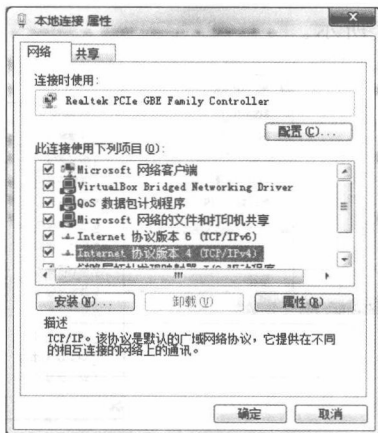 本地连接 属性
网络 共享
连接时使用:
Realtek PCIe GBE Family Controller
配置(C)...
此连接使用下列项目(O):
Microsoft 网络客户端
VirtualBox Bridged Networking Driver
QoS 数据包计划程序
Microsoft 网络的文件和打印机共享
Internet 协议版本 6 (TCP/IPv6)
Internet 协议版本 4 (TCP/IPv4)
安装(N)... 卸载(U) 属性(R)
描述
TCP/IP。该协议是默认的广域网络协议，它提供在不同
的相互连接的网络上的通讯。
确定 取消